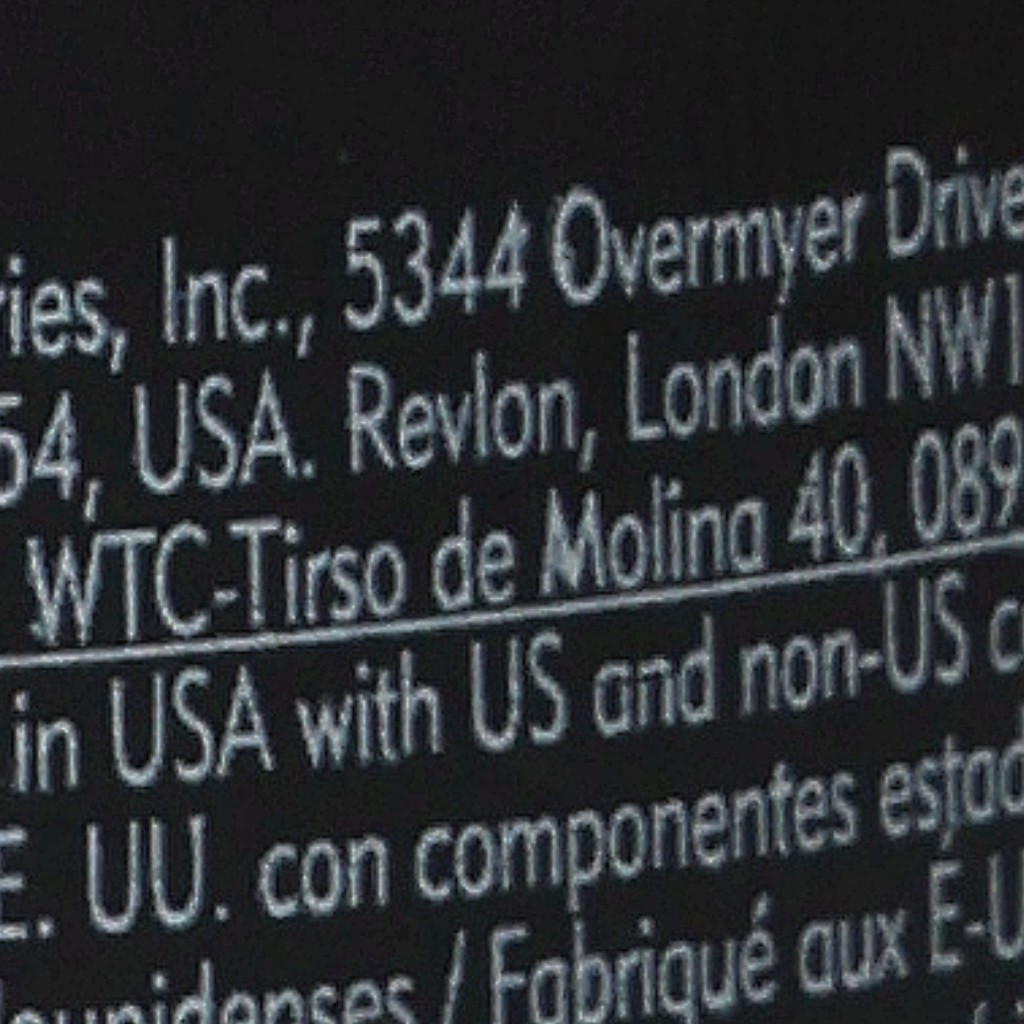 ries, Inc., 5344 Overmyer Drive
54, USA. Revlon, London NW1
WTC-Tirso de Molina 40, 089
in USA with US and non-US c
E. UU. con componentes estad
dounidenses / Fabriqué aux E-U